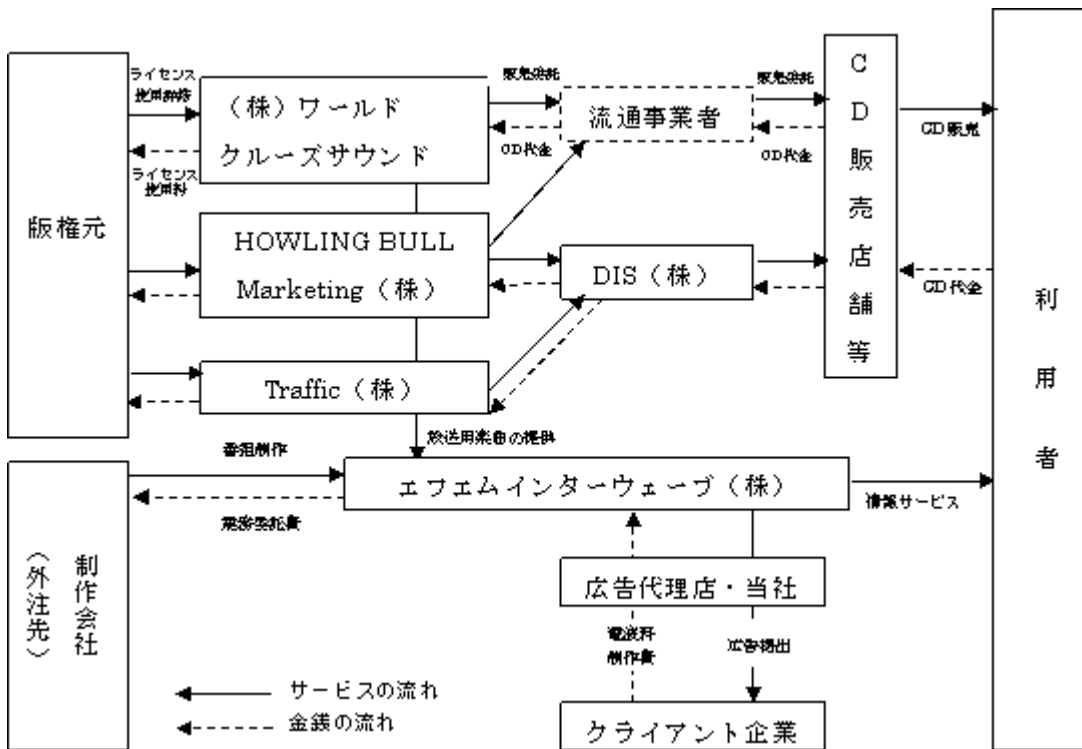 ライセンス
使用許諾
ライセンス
使用料
版権元
(株)ワールド
クルーズサウンド
販売委託
CD代金
流通事業者
販売委託
CD代金
CD販売店舗等
CD販売
CD代金
利用者
HOWLING BULL
Marketing(株)
DIS(株)
Traffic(株)
放送用楽曲の提供
番組制作
業務委託費
エフエムインターウェーブ(株)
情報サービス
制作会社
(外注先)
広告代理店・当社
電波料
制作費
広告提出
クライアント企業
サービスの流れ
金銭の流れ